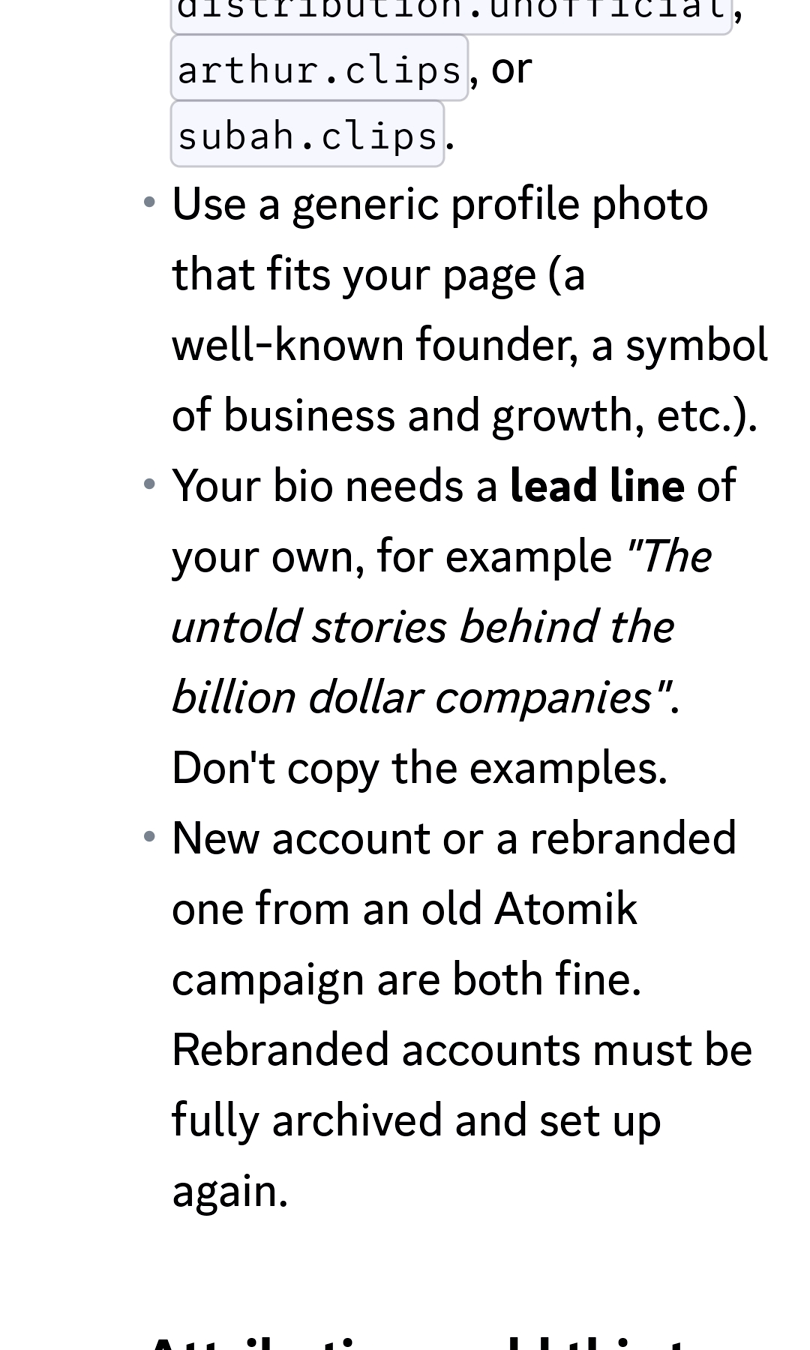 distribution.unofficial,
arthur.clips, or
subah.clips.
• Use a generic profile photo
that fits your page (a
well-known founder, a symbol
of business and growth, etc.).
• Your bio needs a lead line of
your own, for example "The
untold stories behind the
billion dollar companies".
Don't copy the examples.
• New account or a rebranded
one from an old Atomik
campaign are both fine.
Rebranded accounts must be
fully archived and set up
again.